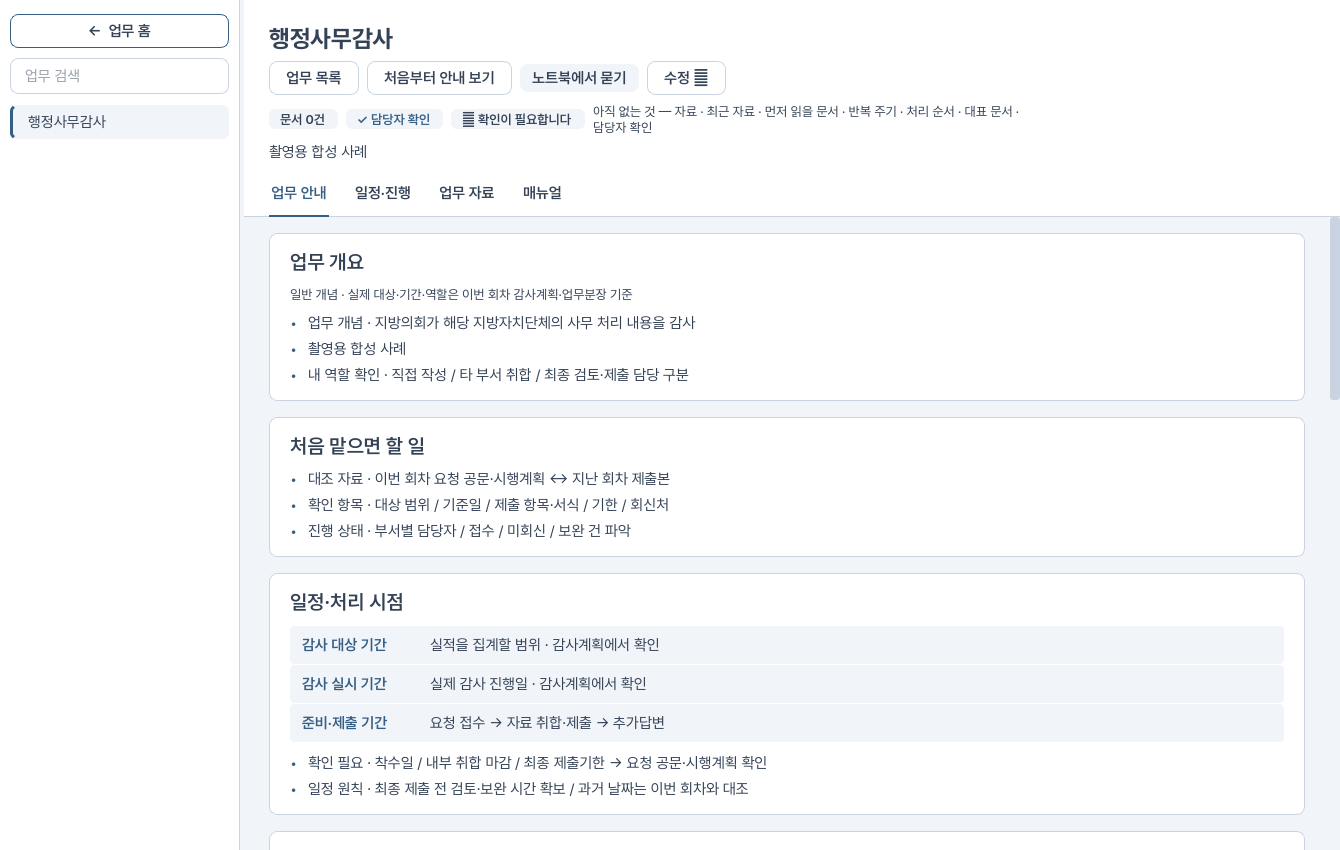 ← 업무 홈
업무 검색
행정사무감사
행정사무감사
업무 목록
처음부터 안내 보기
노트북에서 묻기
수정
문서 0건
✓ 담당자 확인
확인이 필요합니다
아직 없는 것 — 자료 · 최근 자료 · 먼저 읽을 문서 · 반복 주기 · 처리 순서 · 대표 문서 ·
담당자 확인
촬영용 합성 사례
업무 안내
일정·진행
업무 자료
매뉴얼
업무 개요
일반 개념 · 실제 대상·기간·역할은 이번 회차 감사계획·업무분장 기준
• 업무 개념 · 지방의회가 해당 지방자치단체의 사무 처리 내용을 감사
• 촬영용 합성 사례
• 내 역할 확인 · 직접 작성 / 타 부서 취합 / 최종 검토·제출 담당 구분
처음 맡으면 할 일
• 대조 자료 · 이번 회차 요청 공문·시행계획 ↔ 지난 회차 제출본
• 확인 항목 · 대상 범위 / 기준일 / 제출 항목·서식 / 기한 / 회신처
• 진행 상태 · 부서별 담당자 / 접수 / 미회신 / 보완 건 파악
일정·처리 시점
감사 대상 기간 실적을 집계할 범위 · 감사계획에서 확인
감사 실시 기간 실제 감사 진행일 · 감사계획에서 확인
준비·제출 기간 요청 접수 → 자료 취합·제출 → 추가답변
• 확인 필요 · 착수일 / 내부 취합 마감 / 최종 제출기한 → 요청 공문·시행계획 확인
• 일정 원칙 · 최종 제출 전 검토·보완 시간 확보 / 과거 날짜는 이번 회차와 대조